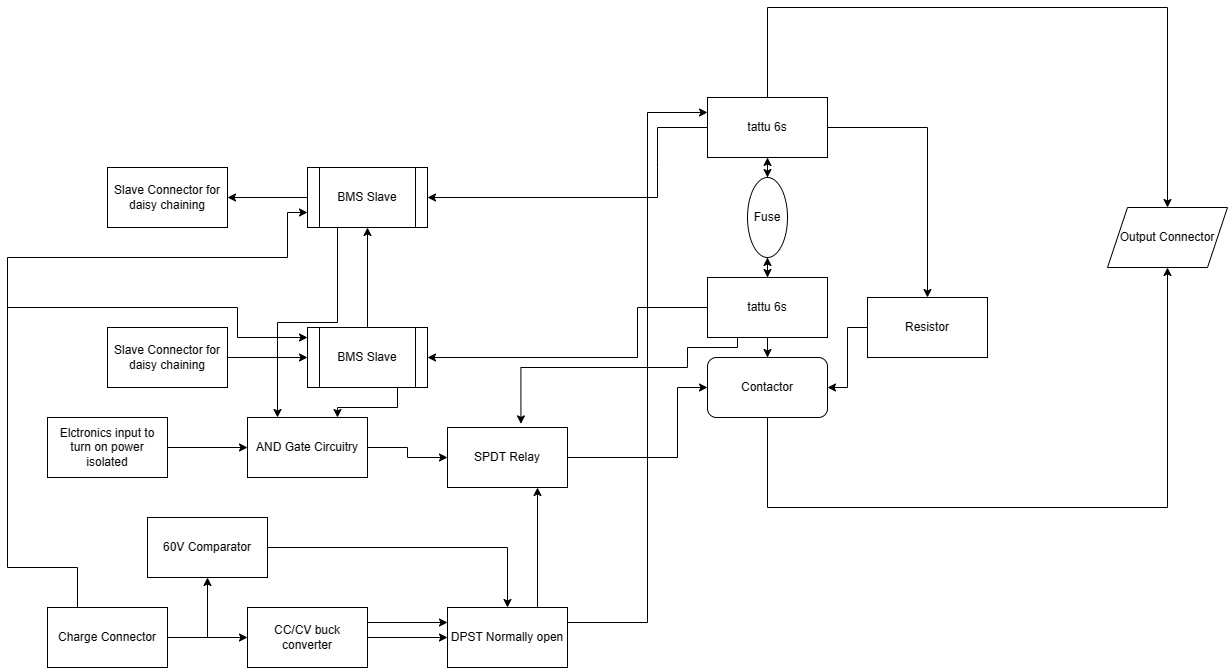 tattu 6s
Slave Connector for
daisy chaining
BMS Slave
Fuse
Output Connector
tattu 6s
Resistor
Slave Connector for
daisy chaining
BMS Slave
Contactor
Elctronics input to
turn on power
isolated
AND Gate Circuitry
SPDT Relay
60V Comparator
Charge Connector
CC/CV buck
converter
DPST Normally open